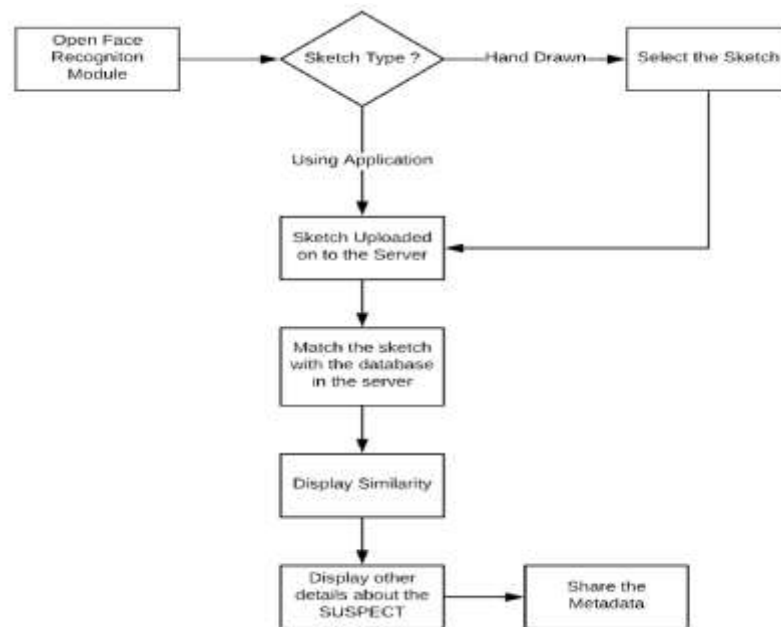 Open Face
Recogniton
Module
Sketch Type ?
Hand Drawn
Select the Sketch
Using Application
Sketch Uploaded
on to the Server
Match the sketch
with the database
in the server
Display Similarity
Display other
details about the
SUSPECT
Share the
Metadata